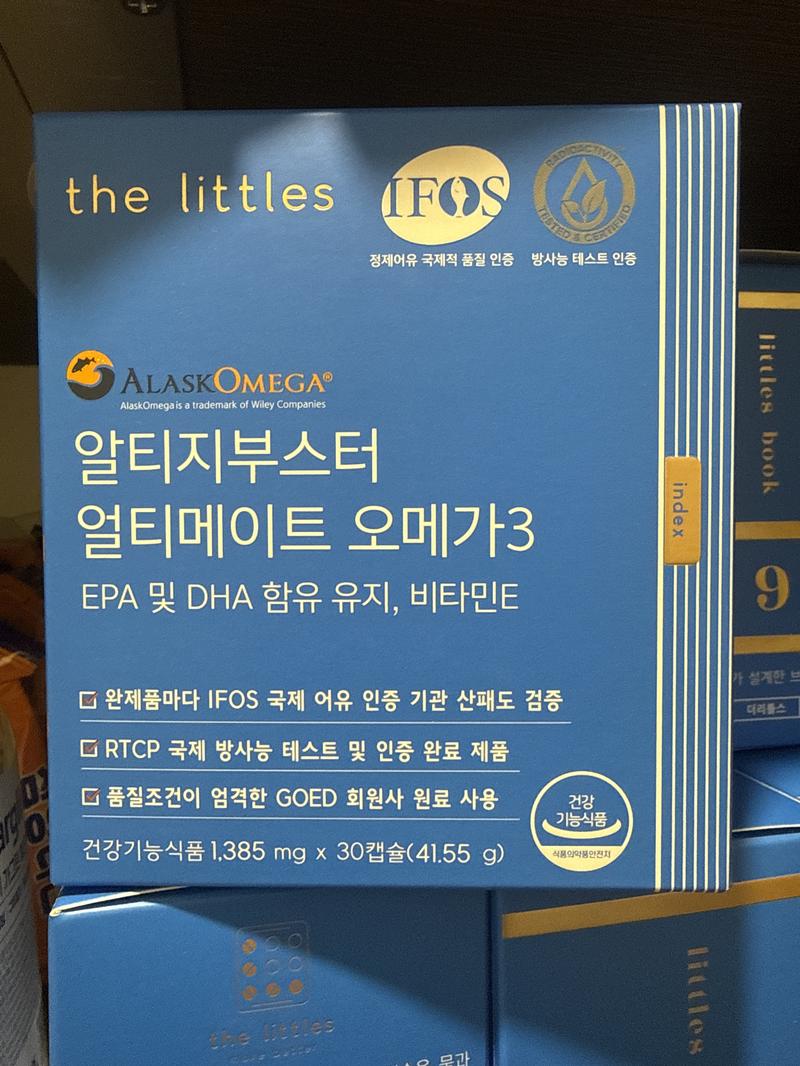 the littles
IFOS
정제어유 국제적 품질 인증
RADIOACTIVITY
TESTED & CERTIFIED
방사능 테스트 인증
ALASKOMEGA®
AlaskOmega is a trademark of Wiley Companies
알티지부스터
얼티메이트 오메가3
EPA 및 DHA 함유 유지, 비타민E
완제품마다 IFOS 국제 어유 인증 기관 산패도 검증
RTCP 국제 방사능 테스트 및 인증 완료 제품
품질조건이 엄격한 GOED 회원사 원료 사용
건강기능식품 1,385 mg x 30캡슐(41.55 g)
건강
기능식품
식품의약품안전처
index
littles book
9
가 설계한 브
더리틀스
the littles
littles